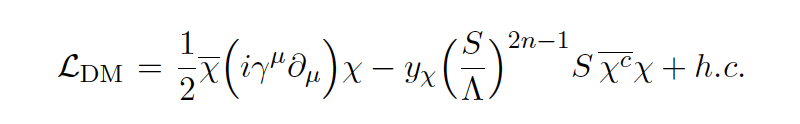 $$\mathcal{L}_{\mathrm{DM}} \, = \, \frac{1}{2} \overline{\chi} \Big( i \gamma^{\mu} \partial_{\mu} \Big) \chi - y_{\chi} \Big( \frac{S}{\Lambda} \Big)^{2n-1} S \, \overline{\chi^{c}} \chi + h.c.$$